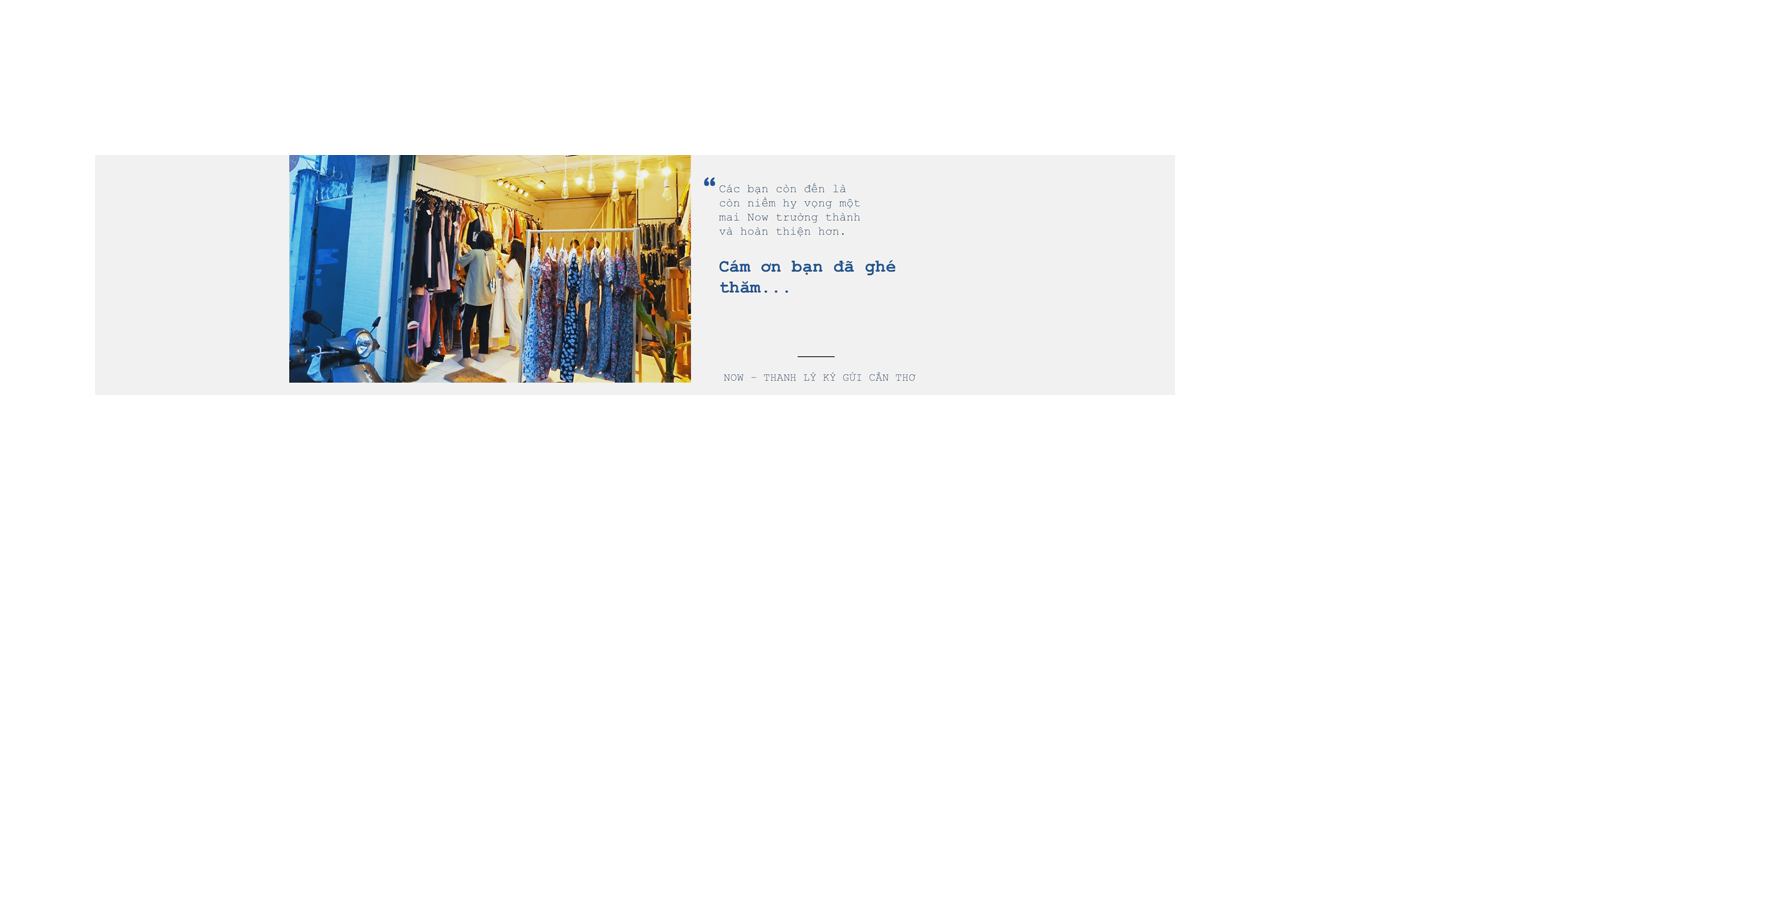 “Các bạn còn đến là
còn niềm hy vọng một
mai Now trưởng thành
và hoàn thiện hơn.
Cám ơn bạn đã ghé
thăm...
NOW - THANH LÝ KÝ GỬI CẦN THƠ